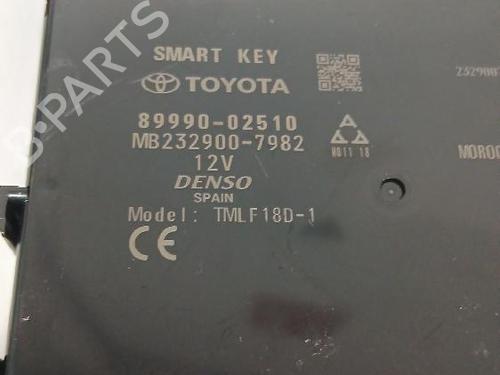 SMART KEY
TOYOTA
89990-02510
MB232900-7982
12V
DENSO
SPAIN
Model: TMLF18D-1
CE
B-PARTS